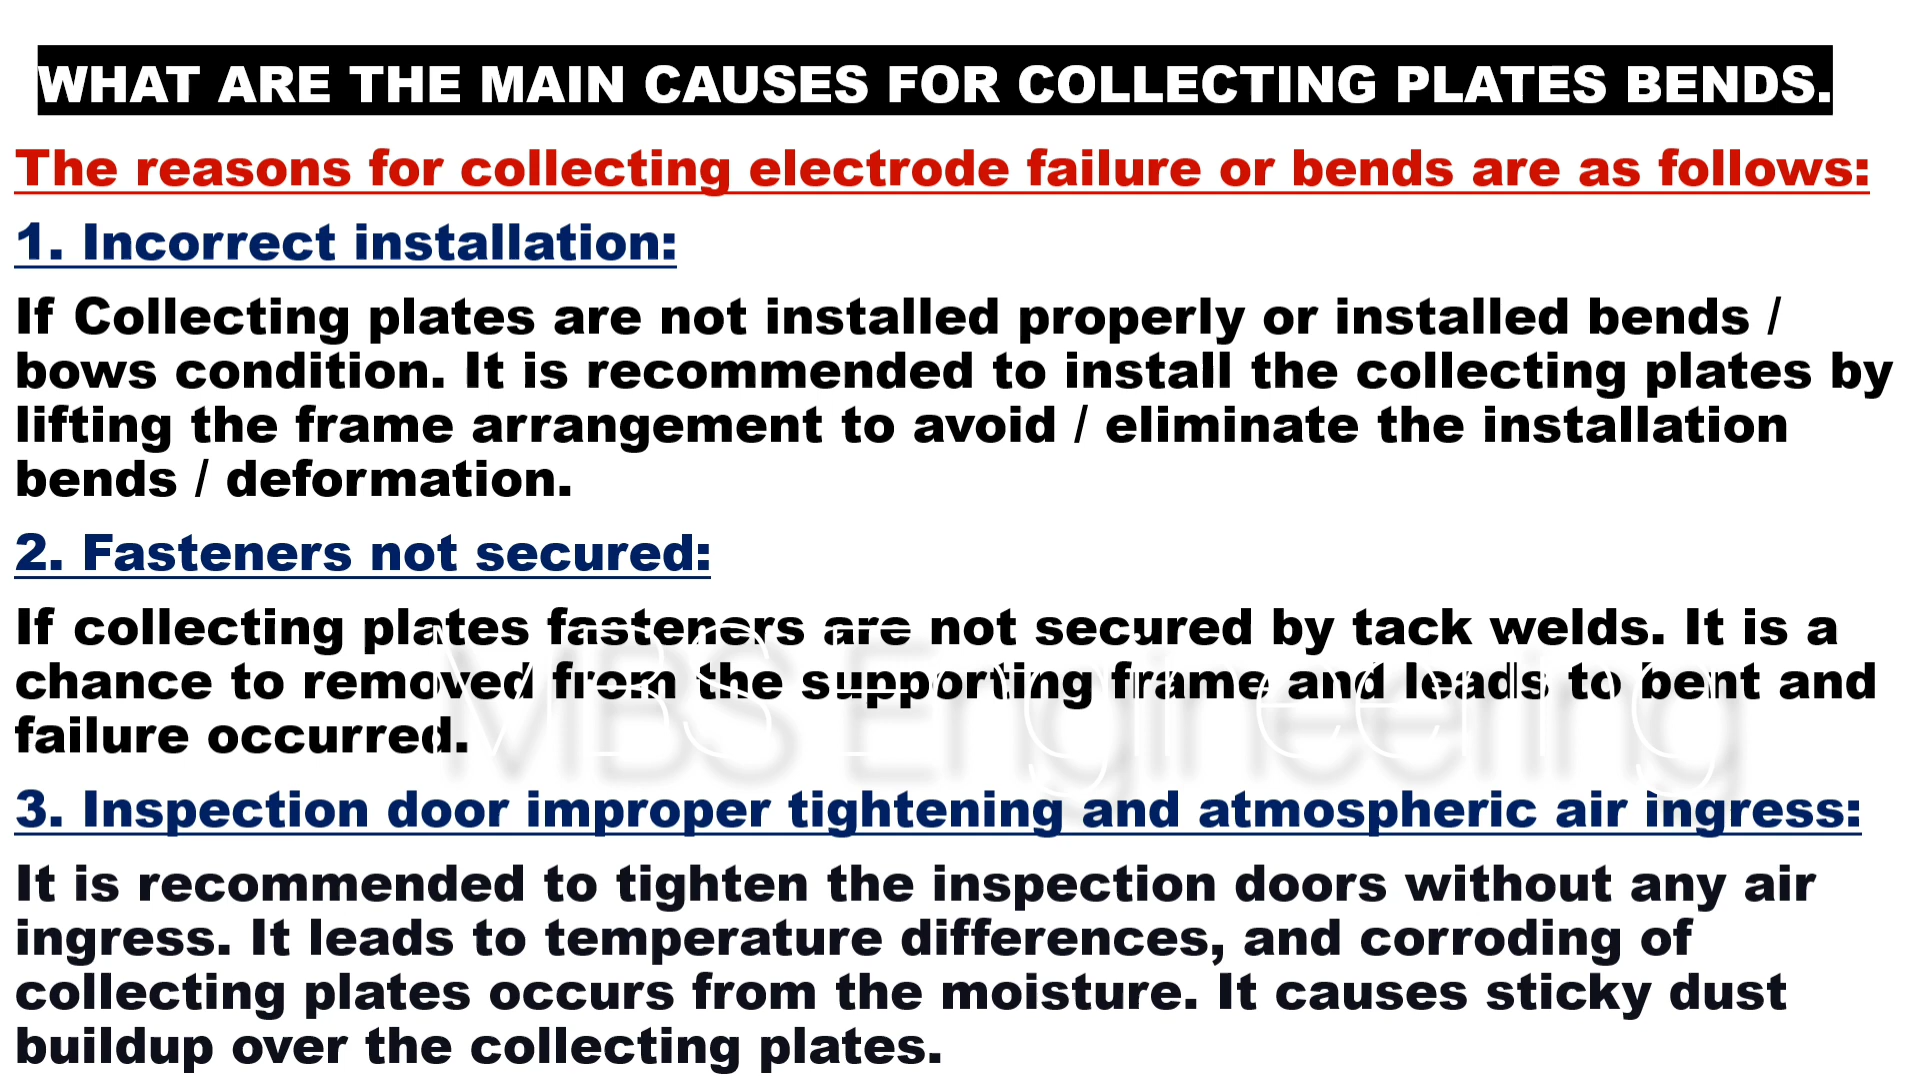 WHAT ARE THE MAIN CAUSES FOR COLLECTING PLATES BENDS.
The reasons for collecting electrode failure or bends are as follows:
1. Incorrect installation:
If Collecting plates are not installed properly or installed bends /
bows condition. It is recommended to install the collecting plates by
lifting the frame arrangement to avoid / eliminate the installation
bends / deformation.
2. Fasteners not secured:
If collecting plates fasteners are not secured by tack welds. It is a
chance to removed from the supporting frame and leads to bent and
failure occurred.
MBS Engineering
3. Inspection door improper tightening and atmospheric air ingress:
It is recommended to tighten the inspection doors without any air
ingress. It leads to temperature differences, and corroding of
collecting plates occurs from the moisture. It causes sticky dust
buildup over the collecting plates.